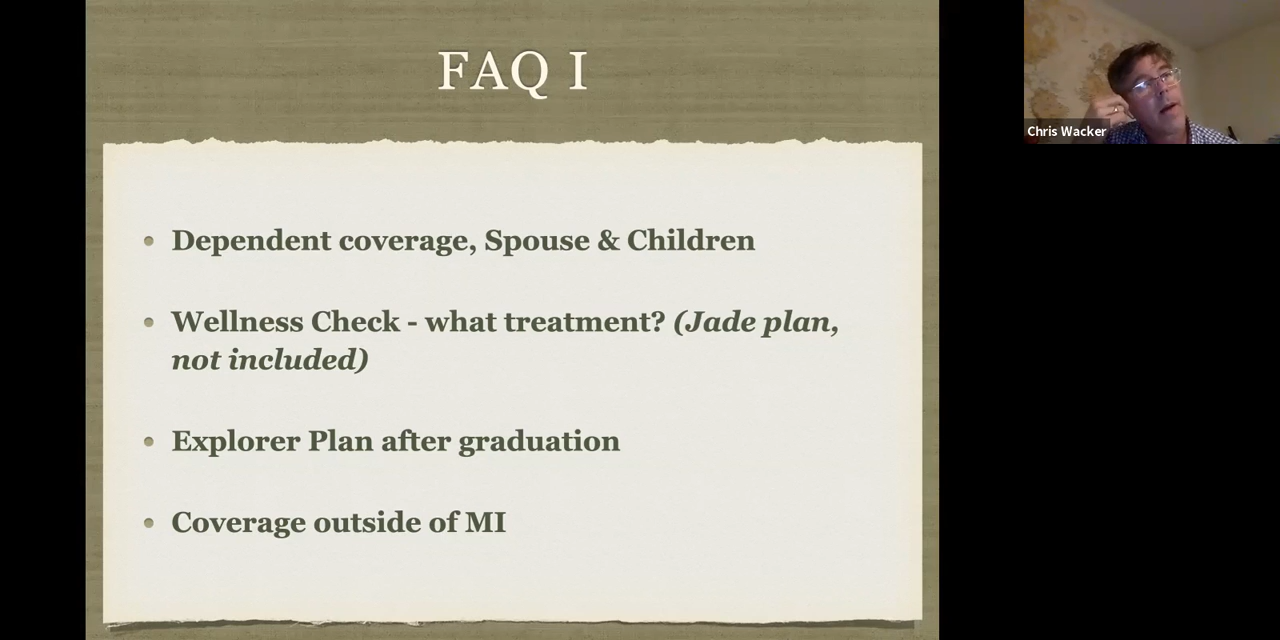 FAQ I
Dependent coverage, Spouse & Children
Wellness Check - what treatment? (Jade plan,
not included)
Explorer Plan after graduation
Coverage outside of MI
Chris Wacker